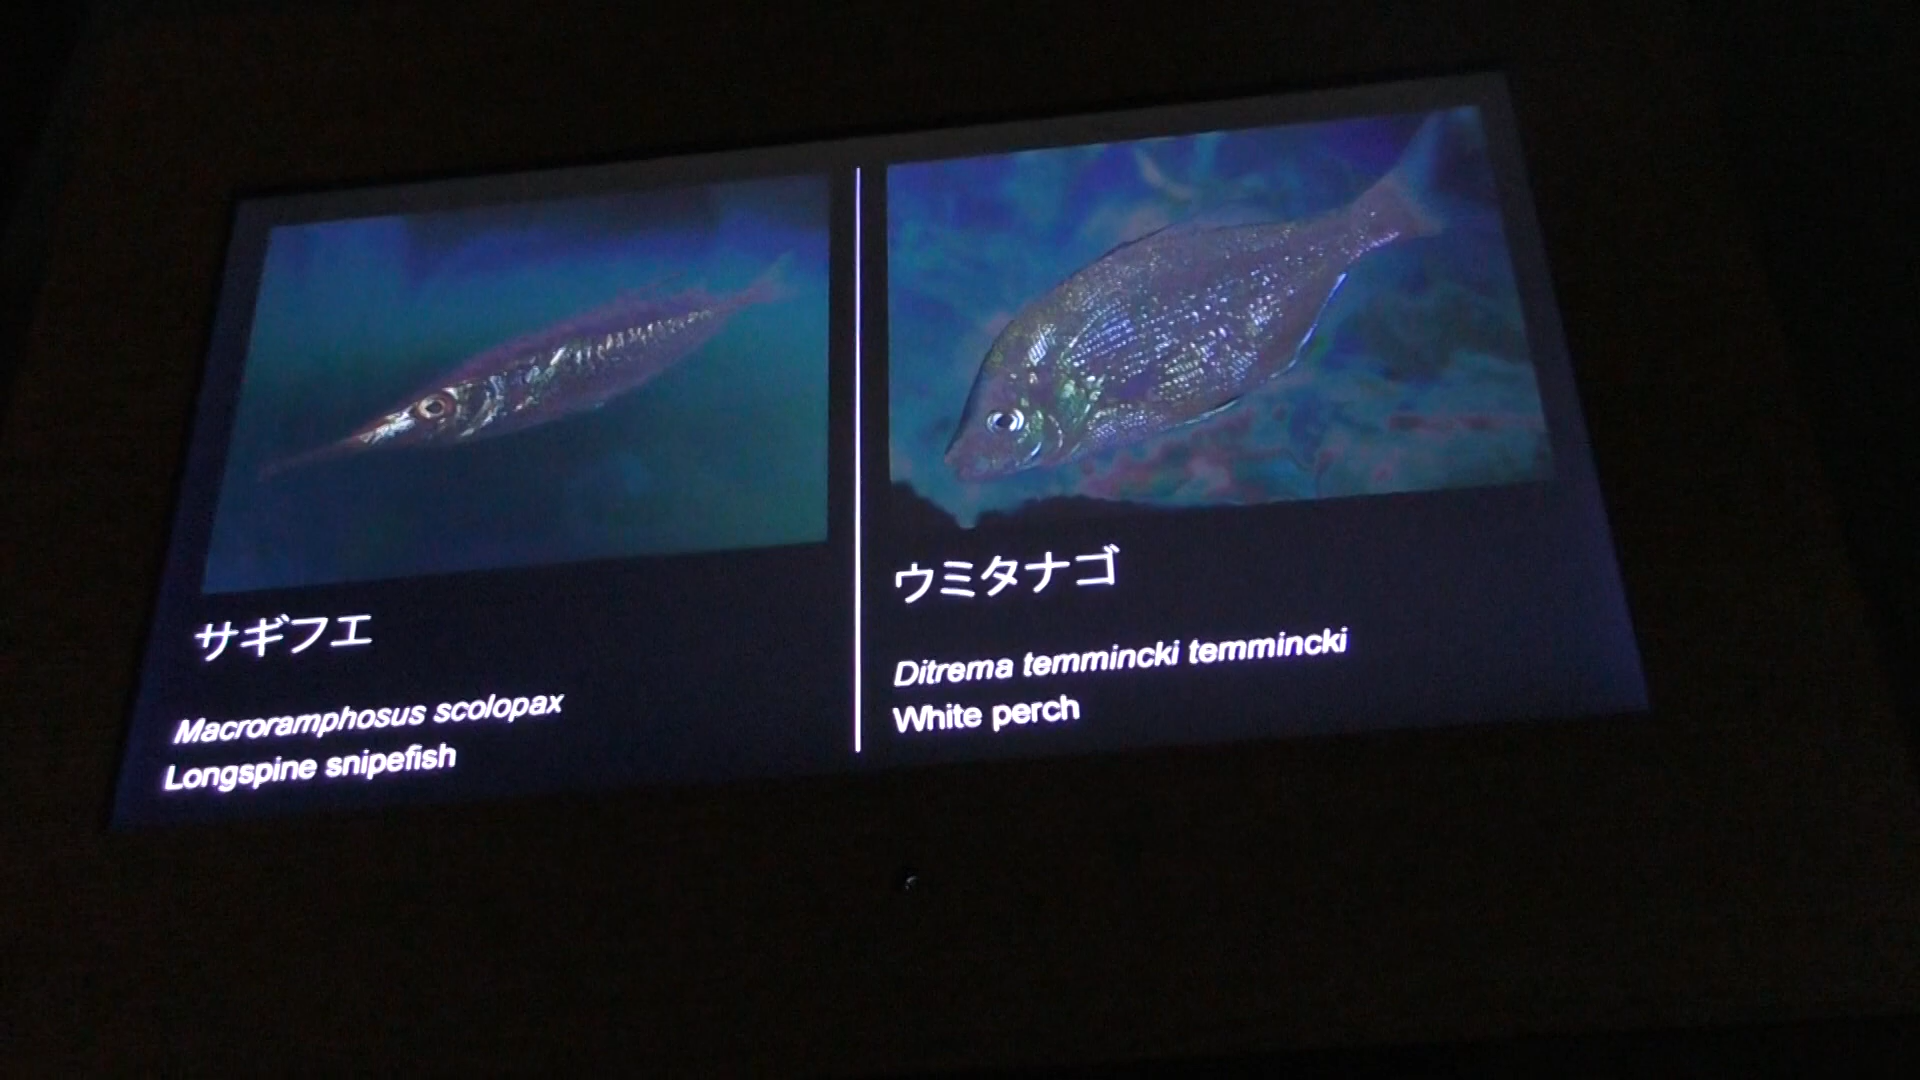 サギフエ
Macroramphosus scolopax
Longspine snipefish
ウミタナゴ
Ditrema temmincki temmincki
White perch